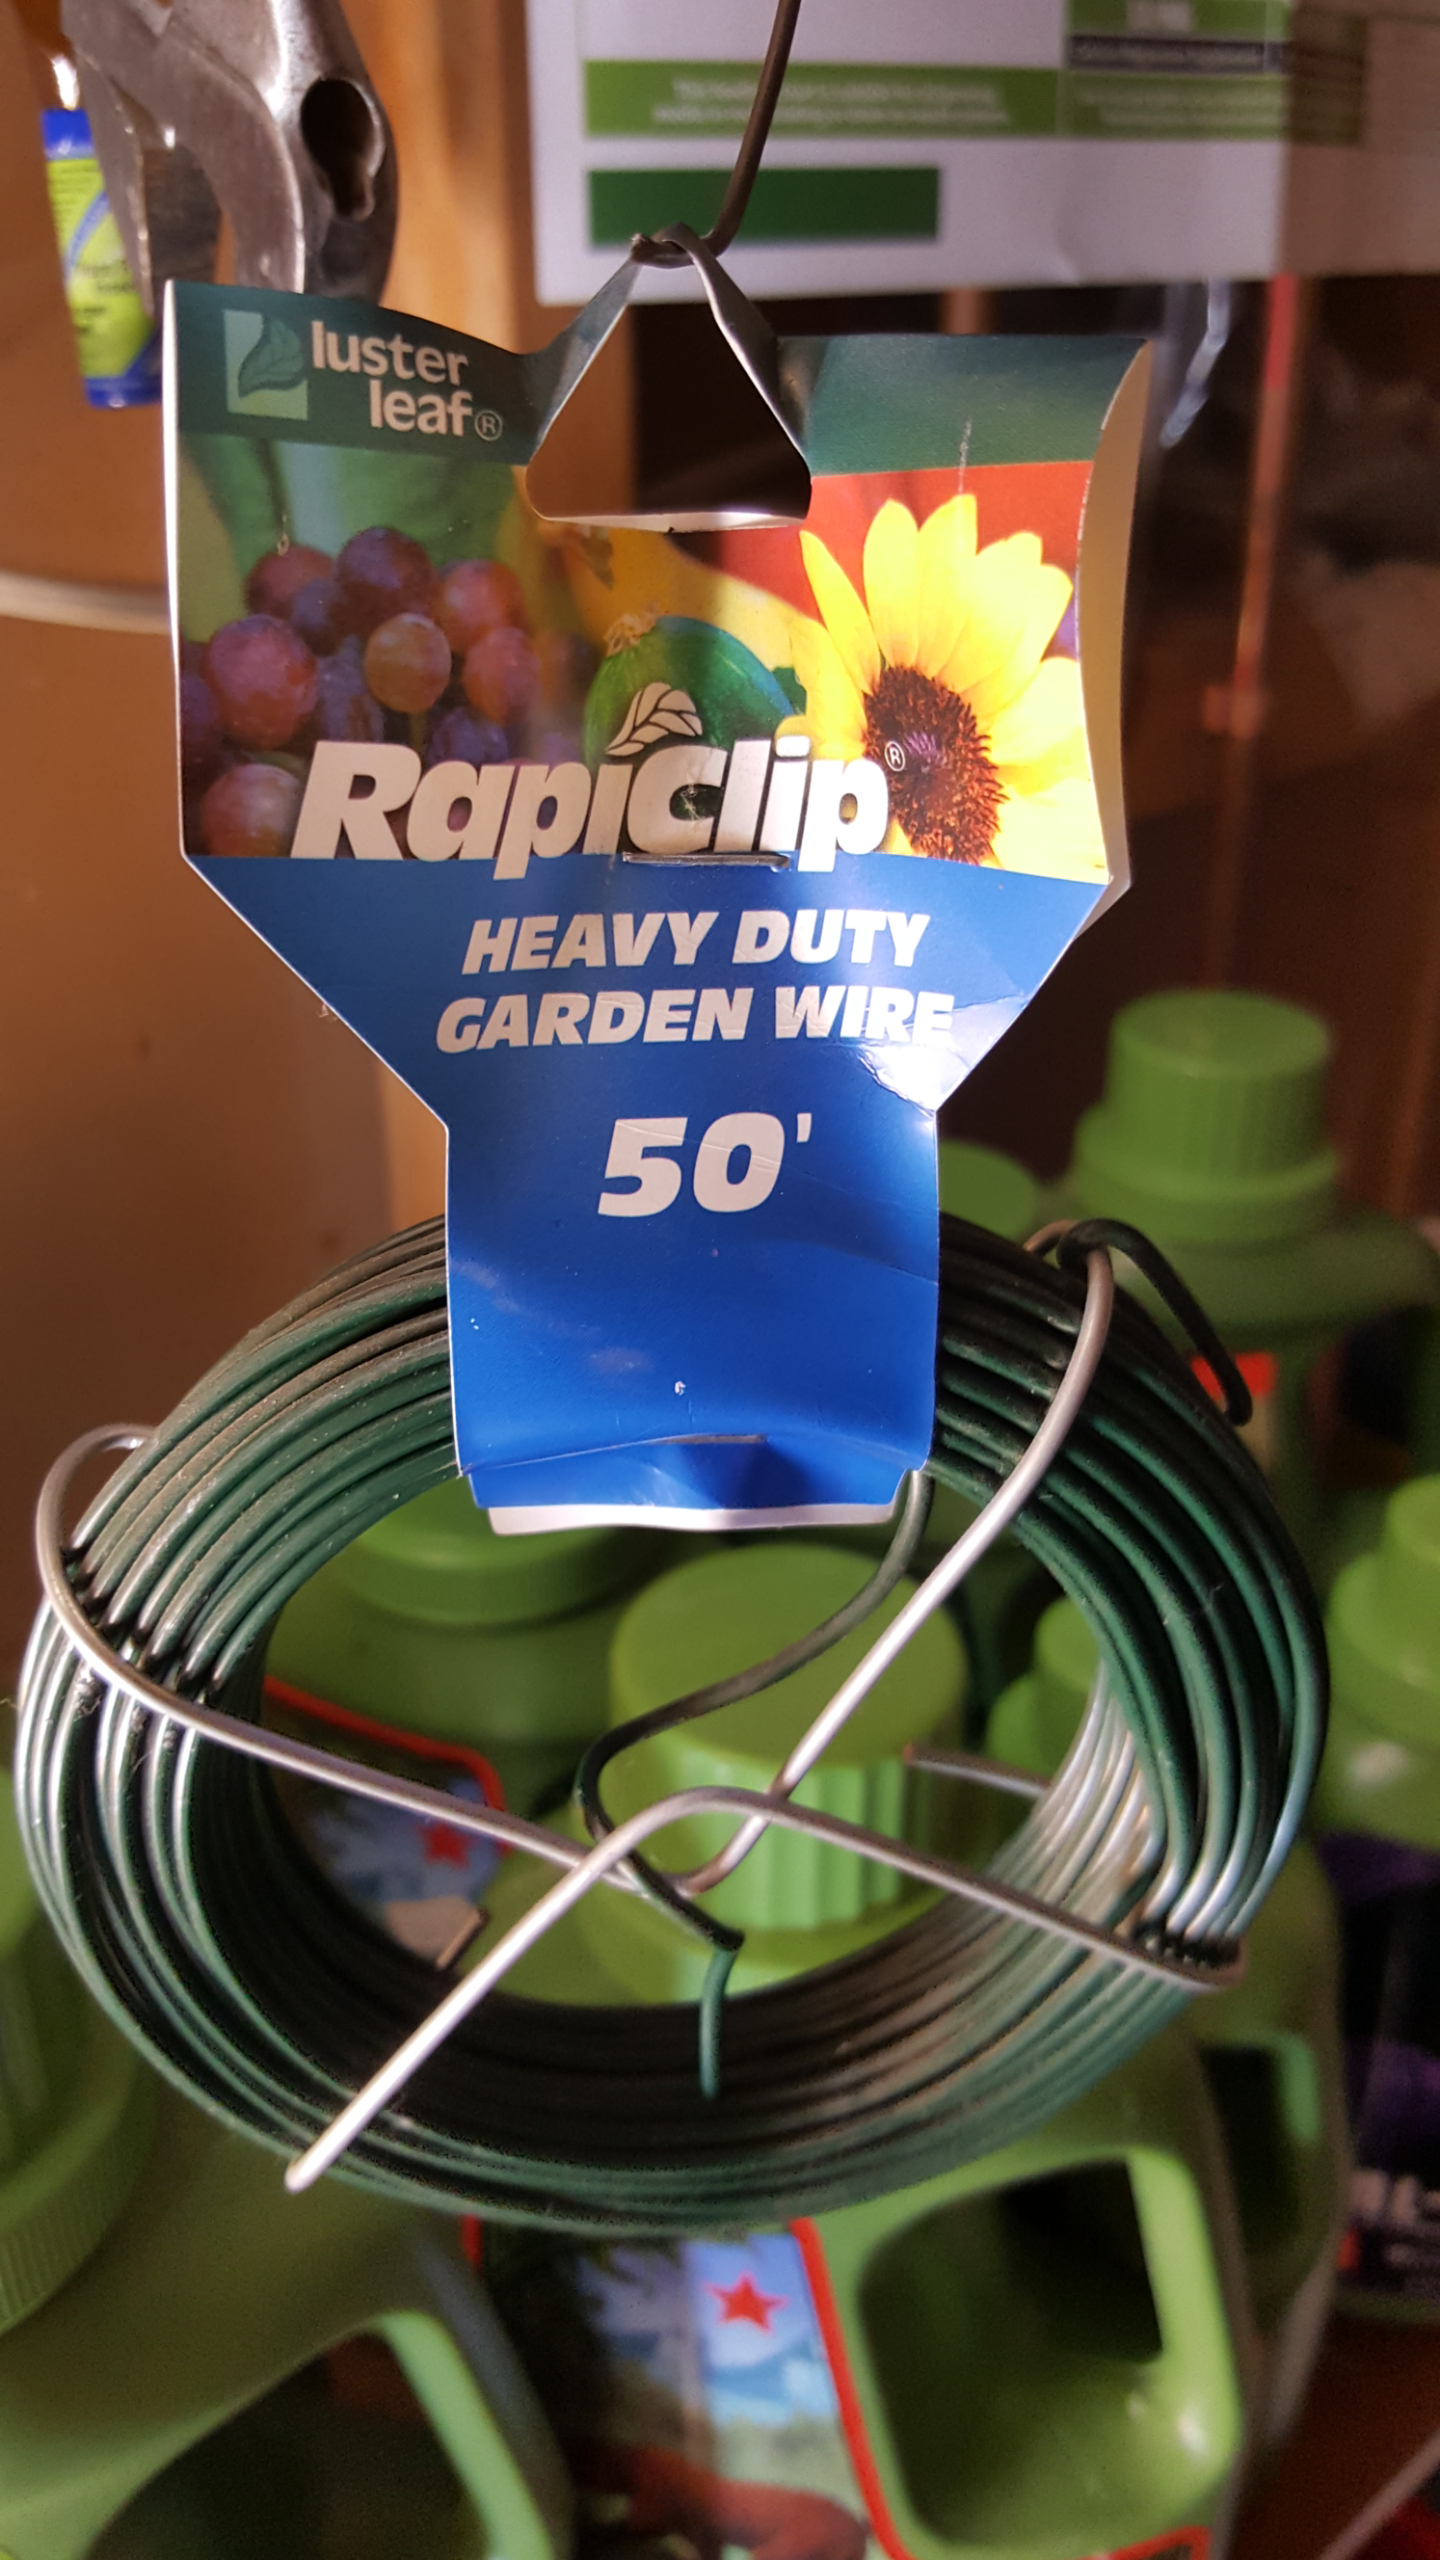 luster
leaf®
RapiClip®
HEAVY DUTY
GARDEN WIRE
50'